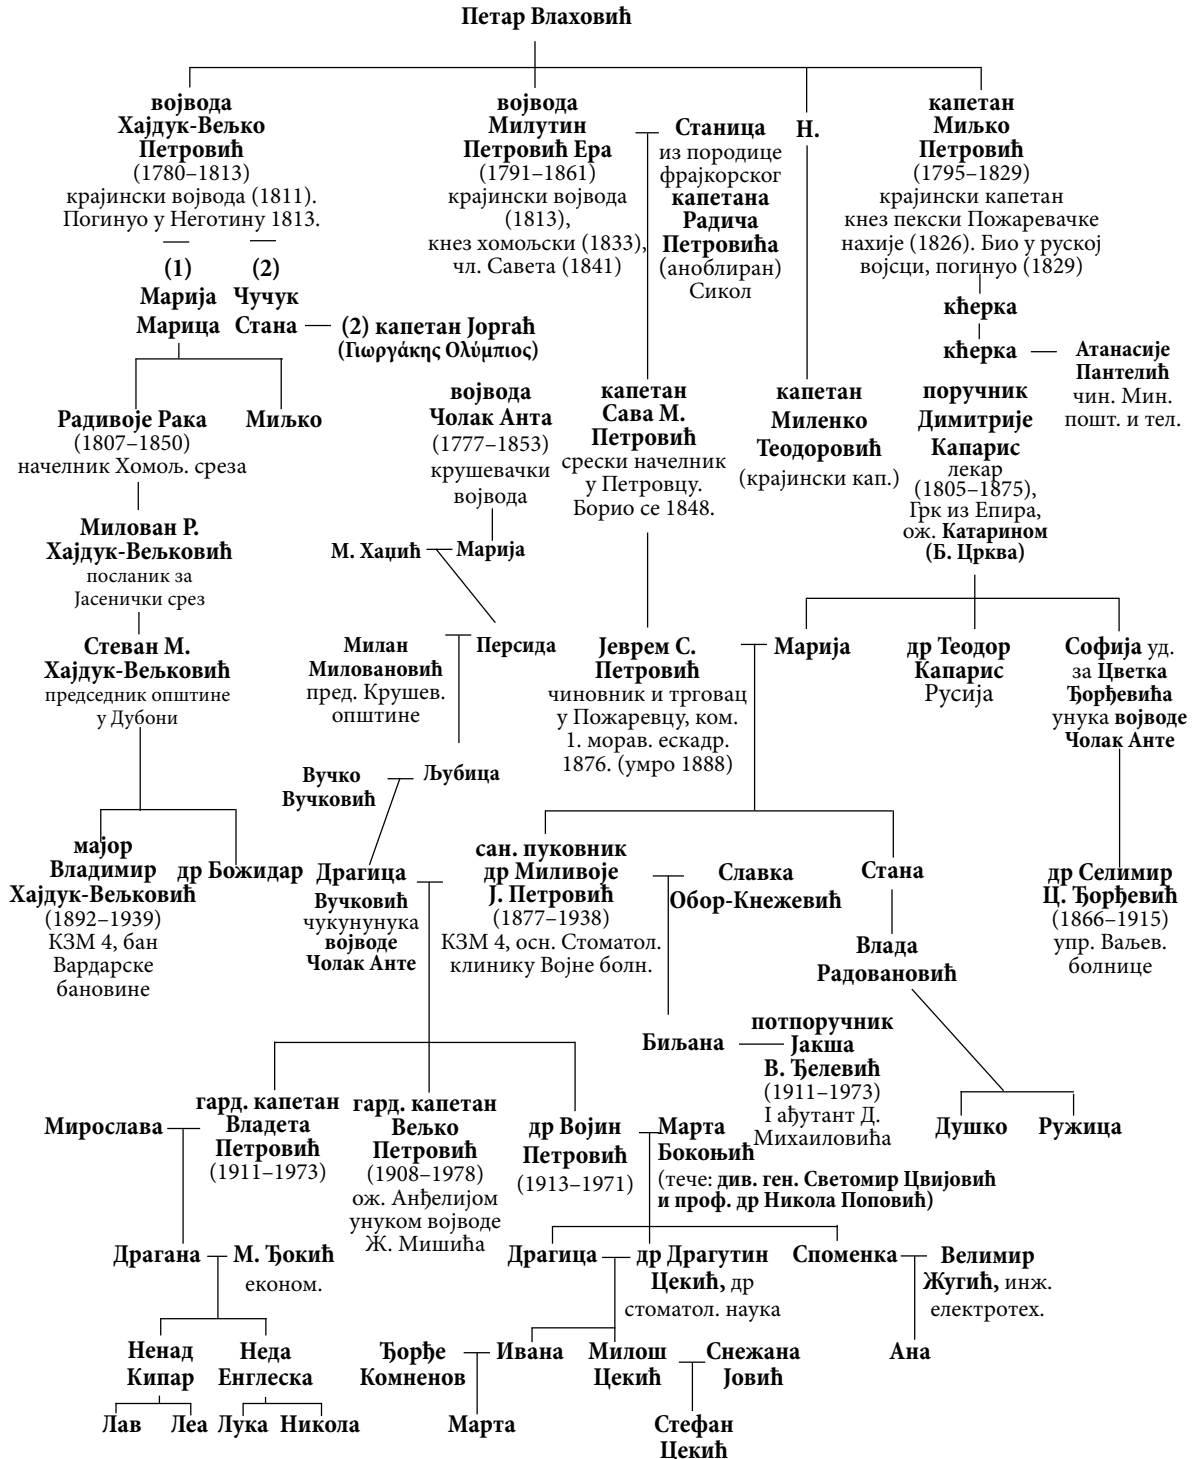 Петар Влаховић
војвода
Хајдук-Вељко
Петровић
(1780–1813)
крајински војвода (1811).
Погинуо у Неготину 1813.
(1)
Марија
Марица
(2)
Чучук
Стана
(2) капетан Јоргаћ
(Γιωργάκης Ολύμπιος)
војвода
Милутин
Петровић Ера
(1791–1861)
крајински војвода
(1813),
кнез хомољски (1833),
чл. Савета (1841)
Станица
из породице
фрајкорског
капетана
Радича
Петровића
(аноблиран)
Сикол
Н.
капетан
Миљко
Петровић
(1795–1829)
крајински капетан
кнез пекски Пожаревачке
нахије (1826). Био у руској
војсци, погинуо (1829)
кћерка
кћерка
Атанасије
Пантелић
чин. Мин.
пошт. и тел.
Радивоје Рака
(1807–1850)
начелник Хомољ. среза
Миљко
војвода
Чолак Анта
(1777–1853)
крушевачки
војвода
капетан
Сава М.
Петровић
срески начелник
у Петровцу.
Борио се 1848.
капетан
Миленко
Теодоровић
(крајински кап.)
поручник
Димитрије
Капарис
лекар
(1805–1875),
Грк из Епира,
ож. Катарином
(Б. Црква)
Милован Р.
Хајдук-Вељковић
посланик за
Јасенички срез
М. Хаџић
Марија
Стеван М.
Хајдук-Вељковић
председник општине
у Дубони
Милан
Миловановић
пред. Крушев.
општине
Персида
Јеврем С.
Петровић
чиновник и трговац
у Пожаревцу, ком.
1. морав. ескадр.
1876. (умро 1888)
Марија
др Теодор
Капарис
Русија
Софија уд.
за Цветка
Ђорђевића
унука војводе
Чолак Анте
Вучко
Вучковић
Љубица
мајор
Владимир
Хајдук-Вељковић
(1892–1939)
КЗМ 4, бан
Вардарске
бановине
др Божидар
Драгица
Вучковић
чукунунука
војводе
Чолак Анте
сан. пуковник
др Миливоје
Ј. Петровић
(1877–1938)
КЗМ 4, осн. Стоматол.
клинику Војне болн.
Славка
Обор-Кнежевић
Стана
Влада
Радовановић
др Селимир
Ц. Ђорђевић
(1866–1915)
упр. Ваљев.
болнице
Биљана
потпоручник
Јакша
В. Ђелевић
(1911–1973)
I ађутант Д.
Михаиловића
Душко
Ружица
Мирослава
гард. капетан
Владета
Петровић
(1911–1973)
гард. капетан
Вељко
Петровић
(1908–1978)
ож. Анђелијом
унуком војводе
Ж. Мишића
др Војин
Петровић
(1913–1971)
Марта
Бокоњић
(тече: див. ген. Светомир Цвијовић
и проф. др Никола Поповић)
Драгана
М. Ђокић
економ.
Драгица
др Драгутин
Цекић, др
стоматол. наука
Споменка
Велимир
Жугић, инж.
електротех.
Ненад
Кипар
Неда
Енглеска
Ђорђе
Комненов
Ивана
Милош
Цекић
Снежана
Јовић
Ана
Лав
Леа
Лука
Никола
Марта
Стефан
Цекић